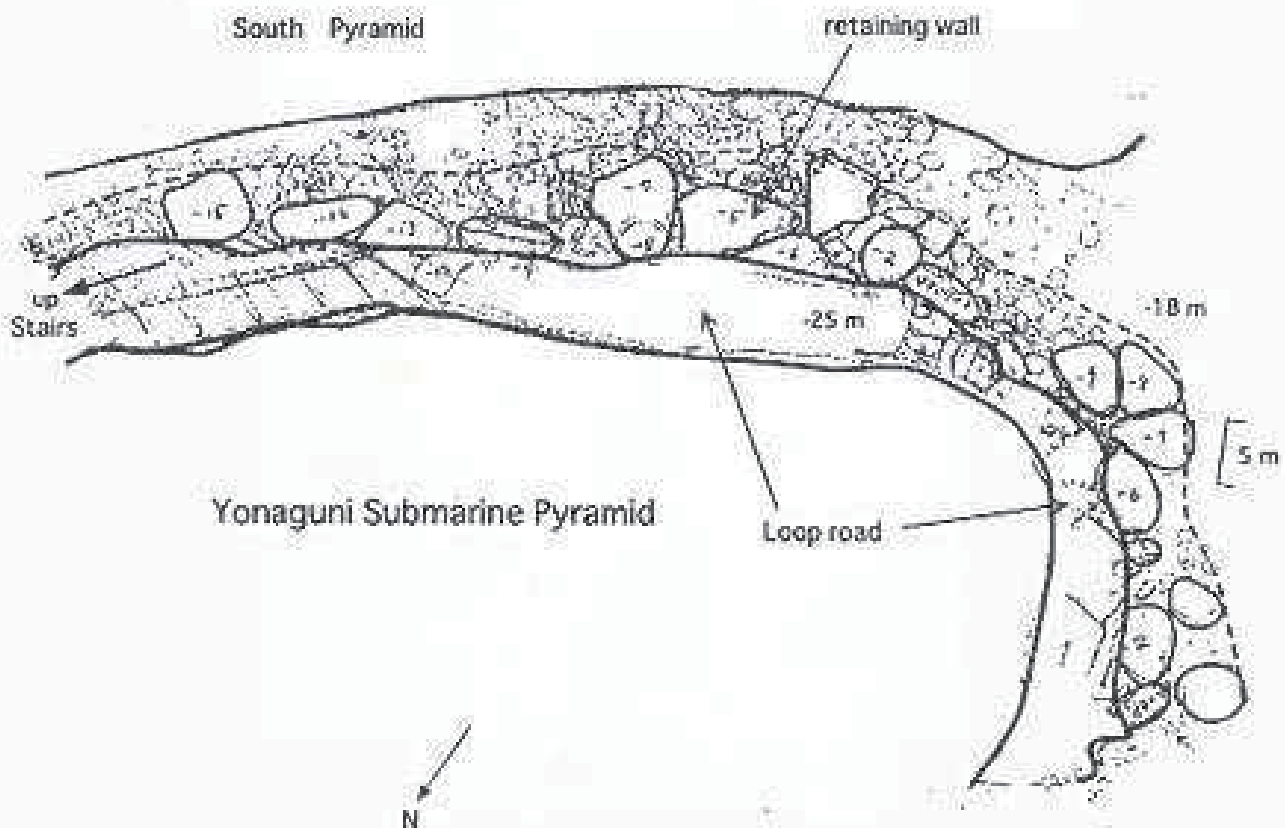 South Pyramid
retaining wall
up
Stairs
-25 m
-18 m
5 m
Yonaguni Submarine Pyramid
Loop road
N